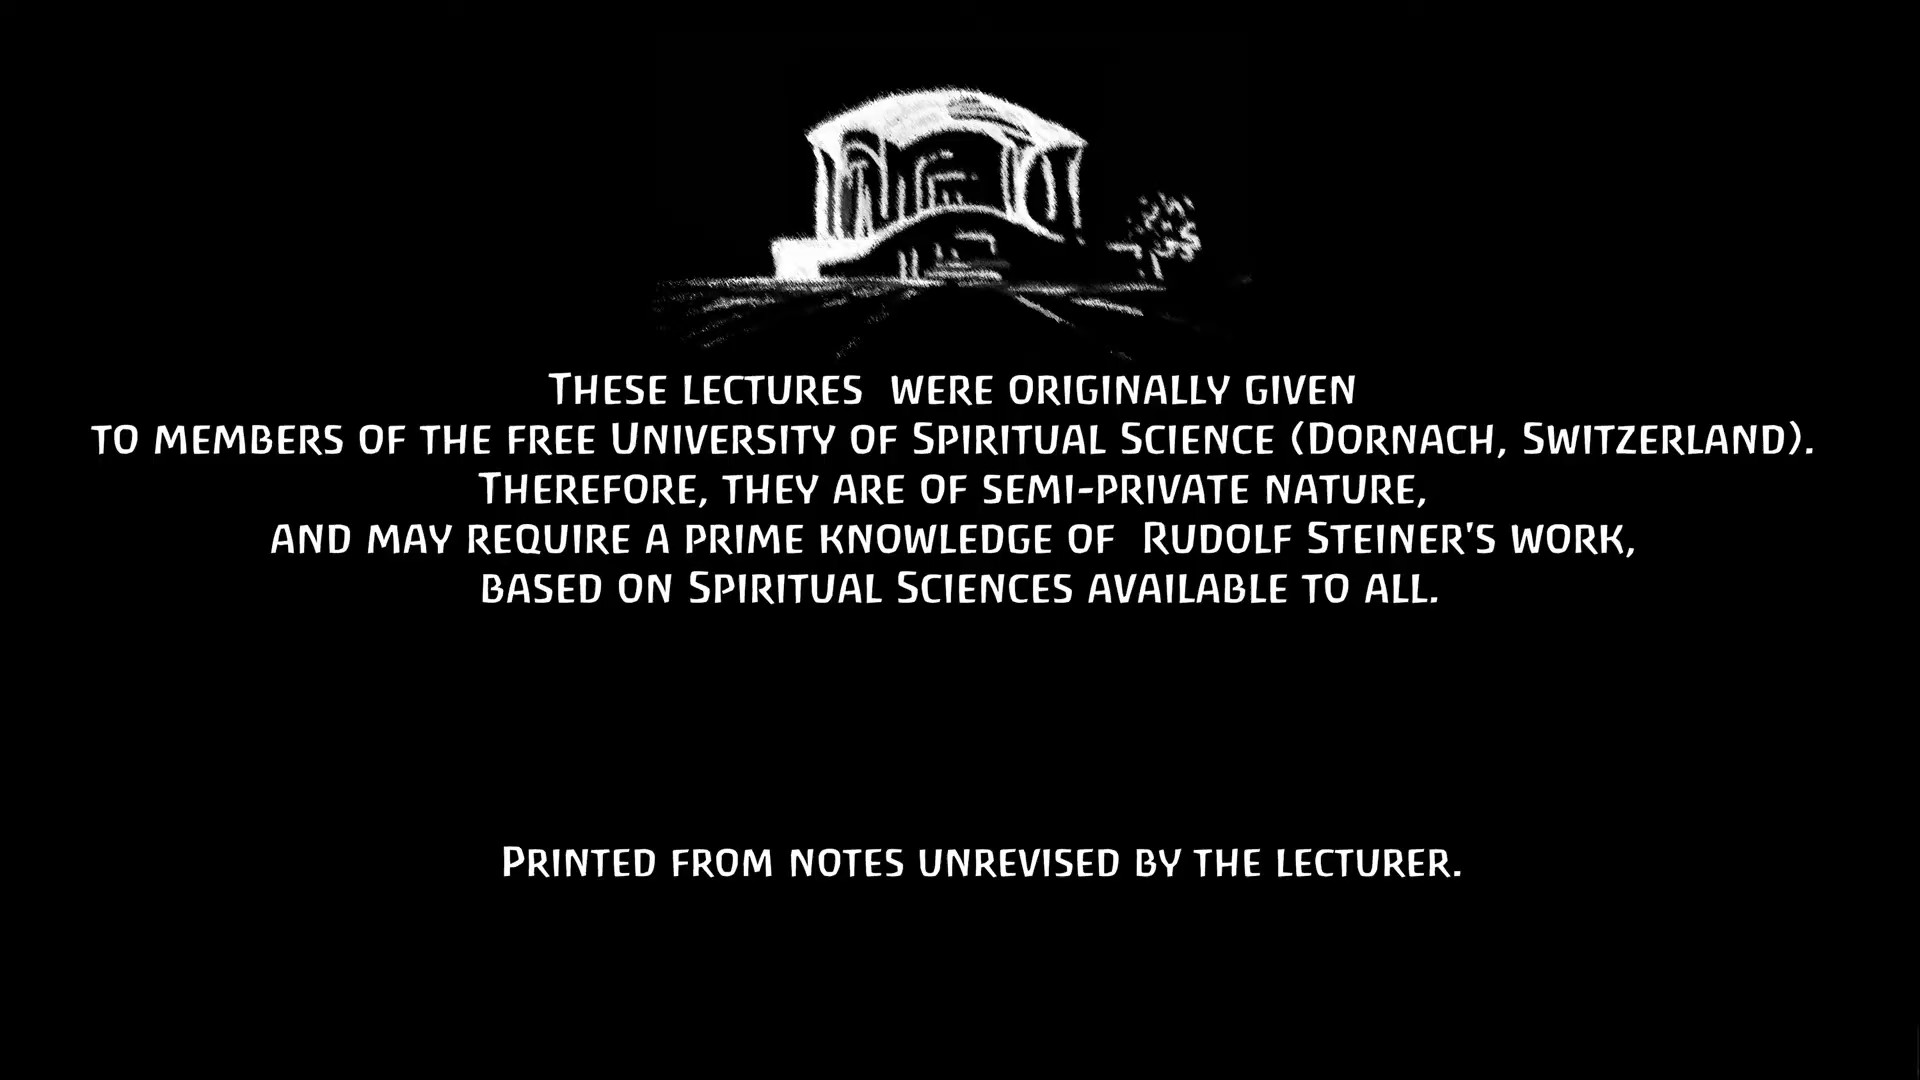 These lectures were originally given
to members of the free University of Spiritual Science (Dornach, Switzerland).
Therefore, they are of semi-private nature,
and may require a prime knowledge of Rudolf Steiner's work,
based on Spiritual Sciences available to all.
Printed from notes unrevised by the lecturer.